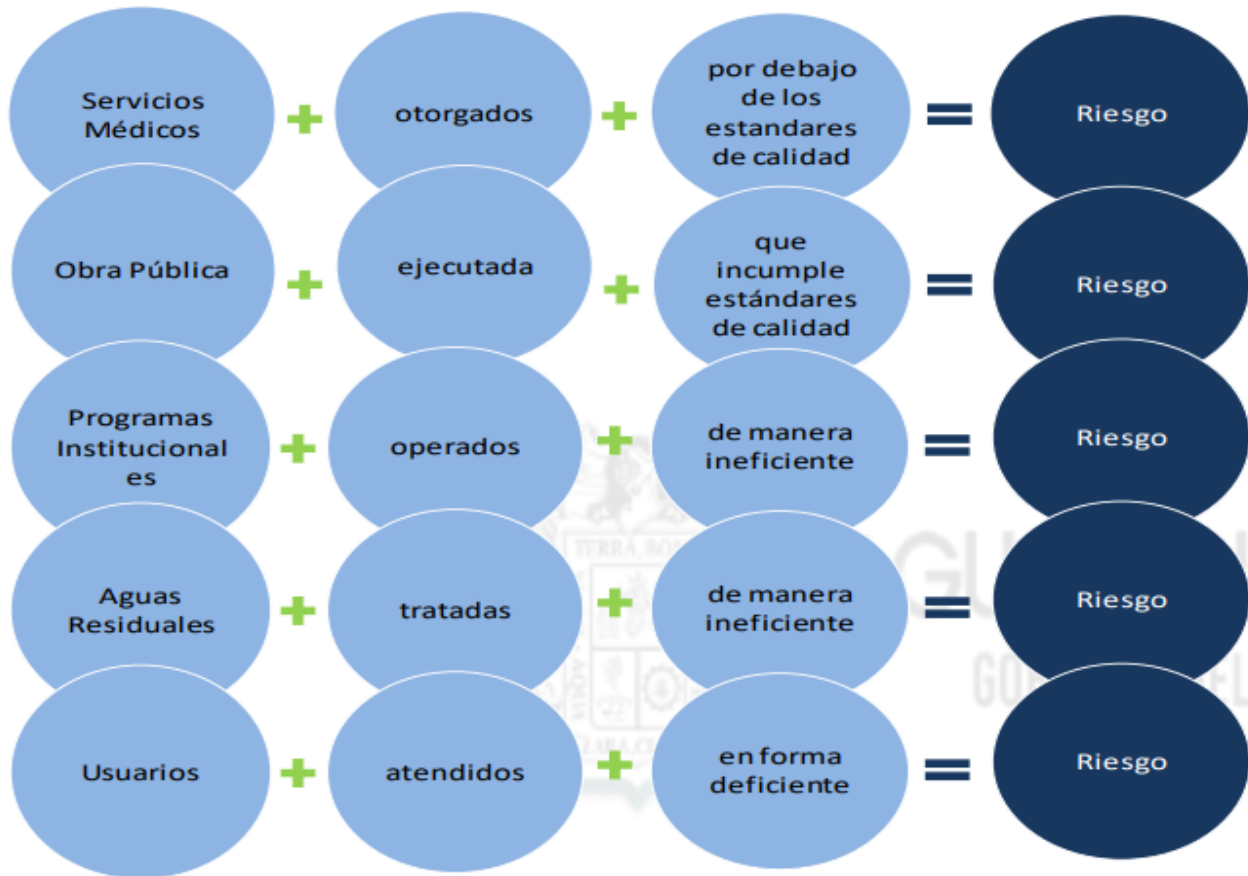 Servicios
Médicos
+
otorgados
+
por debajo
de los
estandares
de calidad
=
Riesgo
Obra Pública
+
ejecutada
+
que
incumple
estándares
de calidad
=
Riesgo
Programas
Institucional
es
+
operados
+
de manera
ineficiente
=
Riesgo
Aguas
Residuales
+
tratadas
+
de manera
ineficiente
=
Riesgo
Usuarios
+
atendidos
+
en forma
deficiente
=
Riesgo